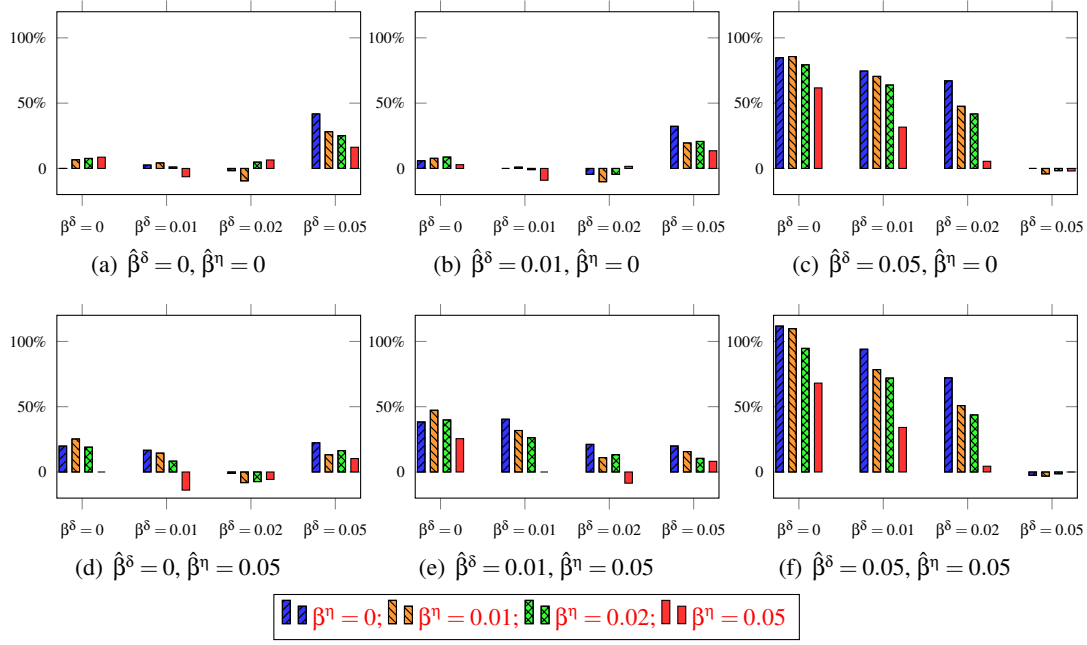 100%
50%
0
β^δ = 0 β^δ = 0.01 β^δ = 0.02 β^δ = 0.05
(a) β̂^δ = 0, β̂^η = 0
100%
50%
0
β^δ = 0 β^δ = 0.01 β^δ = 0.02 β^δ = 0.05
(b) β̂^δ = 0.01, β̂^η = 0
100%
50%
0
β^δ = 0 β^δ = 0.01 β^δ = 0.02 β^δ = 0.05
(c) β̂^δ = 0.05, β̂^η = 0
100%
50%
0
β^δ = 0 β^δ = 0.01 β^δ = 0.02 β^δ = 0.05
(d) β̂^δ = 0, β̂^η = 0.05
100%
50%
0
β^δ = 0 β^δ = 0.01 β^δ = 0.02 β^δ = 0.05
(e) β̂^δ = 0.01, β̂^η = 0.05
100%
50%
0
β^δ = 0 β^δ = 0.01 β^δ = 0.02 β^δ = 0.05
(f) β̂^δ = 0.05, β̂^η = 0.05
β^η = 0; β^η = 0.01; β^η = 0.02; β^η = 0.05